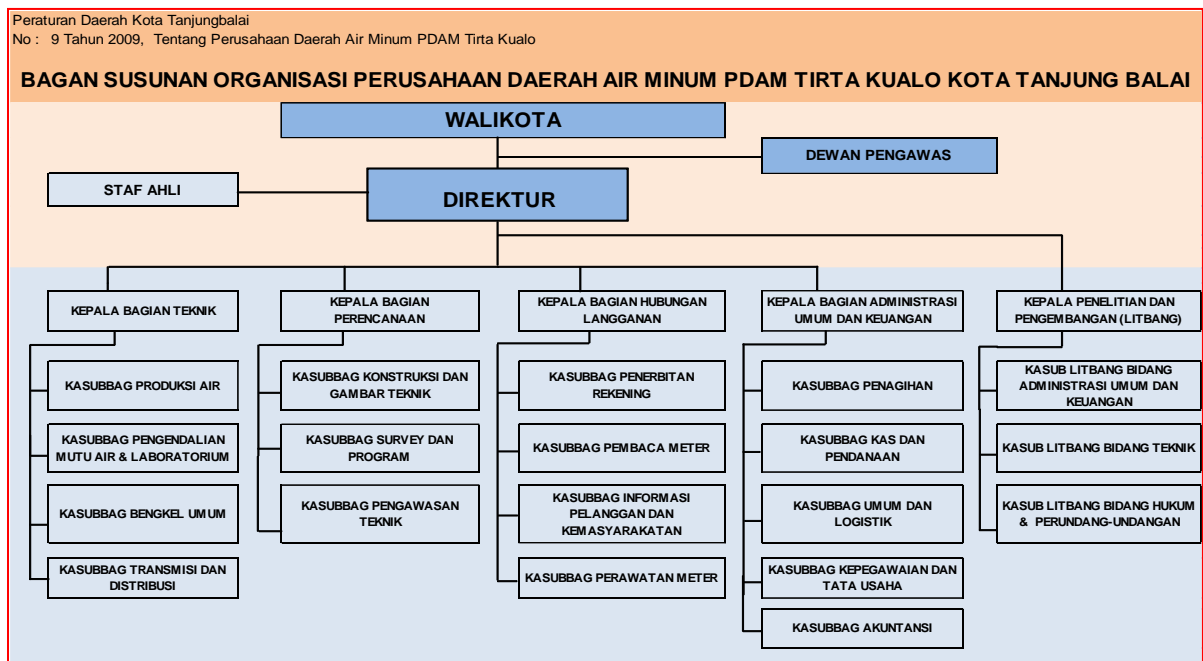 Peraturan Daerah Kota Tanjungbalai
No : 9 Tahun 2009, Tentang Perusahaan Daerah Air Minum PDAM Tirta Kualo
BAGAN SUSUNAN ORGANISASI PERUSAHAAN DAERAH AIR MINUM PDAM TIRTA KUALO KOTA TANJUNG BALAI
WALIKOTA
DEWAN PENGAWAS
STAF AHLI
DIREKTUR
KEPALA BAGIAN TEKNIK
KASUBBAG PRODUKSI AIR
KASUBBAG PENGENDALIAN
MUTU AIR & LABORATORIUM
KASUBBAG BENGKEL UMUM
KASUBBAG TRANSMISI DAN
DISTRIBUSI
KEPALA BAGIAN
PERENCANAAN
KASUBBAG KONSTRUKSI DAN
GAMBAR TEKNIK
KASUBBAG SURVEY DAN
PROGRAM
KASUBBAG PENGAWASAN
TEKNIK
KEPALA BAGIAN HUBUNGAN
LANGGANAN
KASUBBAG PENERBITAN
REKENING
KASUBBAG PEMBACA METER
KASUBBAG INFORMASI
PELANGGAN DAN
KEMASYARAKATAN
KASUBBAG PERAWATAN METER
KEPALA BAGIAN ADMINISTRASI
UMUM DAN KEUANGAN
KASUBBAG PENAGIHAN
KASUBBAG KAS DAN
PENDANAAN
KASUBBAG UMUM DAN
LOGISTIK
KASUBBAG KEPEGAWAIAN DAN
TATA USAHA
KASUBBAG AKUNTANSI
KEPALA PENELITIAN DAN
PENGEMBANGAN (LITBANG)
KASUB LITBANG BIDANG
ADMINISTRASI UMUM DAN
KEUANGAN
KASUB LITBANG BIDANG TEKNIK
KASUB LITBANG BIDANG HUKUM
& PERUNDANG-UNDANGAN